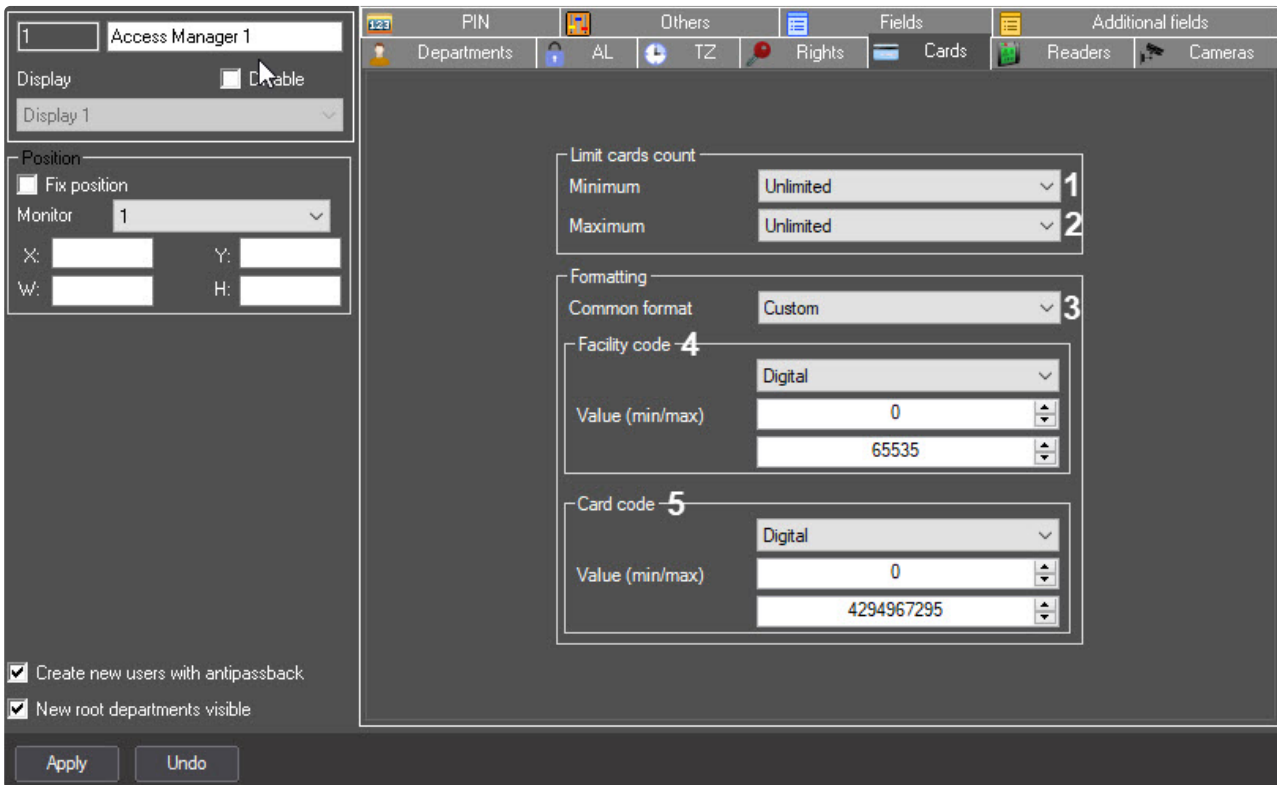 1 Access Manager 1
Display Disable
Display 1
Position
Fix position
Monitor 1
X: Y:
W: H:
Create new users with antipassback
New root departments visible
Apply Undo
123 PIN Others Fields Additional fields
Departments AL TZ Rights Cards Readers Cameras
Limit cards count
Minimum Unlimited 1
Maximum Unlimited 2
Formatting
Common format Custom 3
Facility code 4
Digital
Value (min/max) 0
65535
Card code 5
Digital
Value (min/max) 0
4294967295